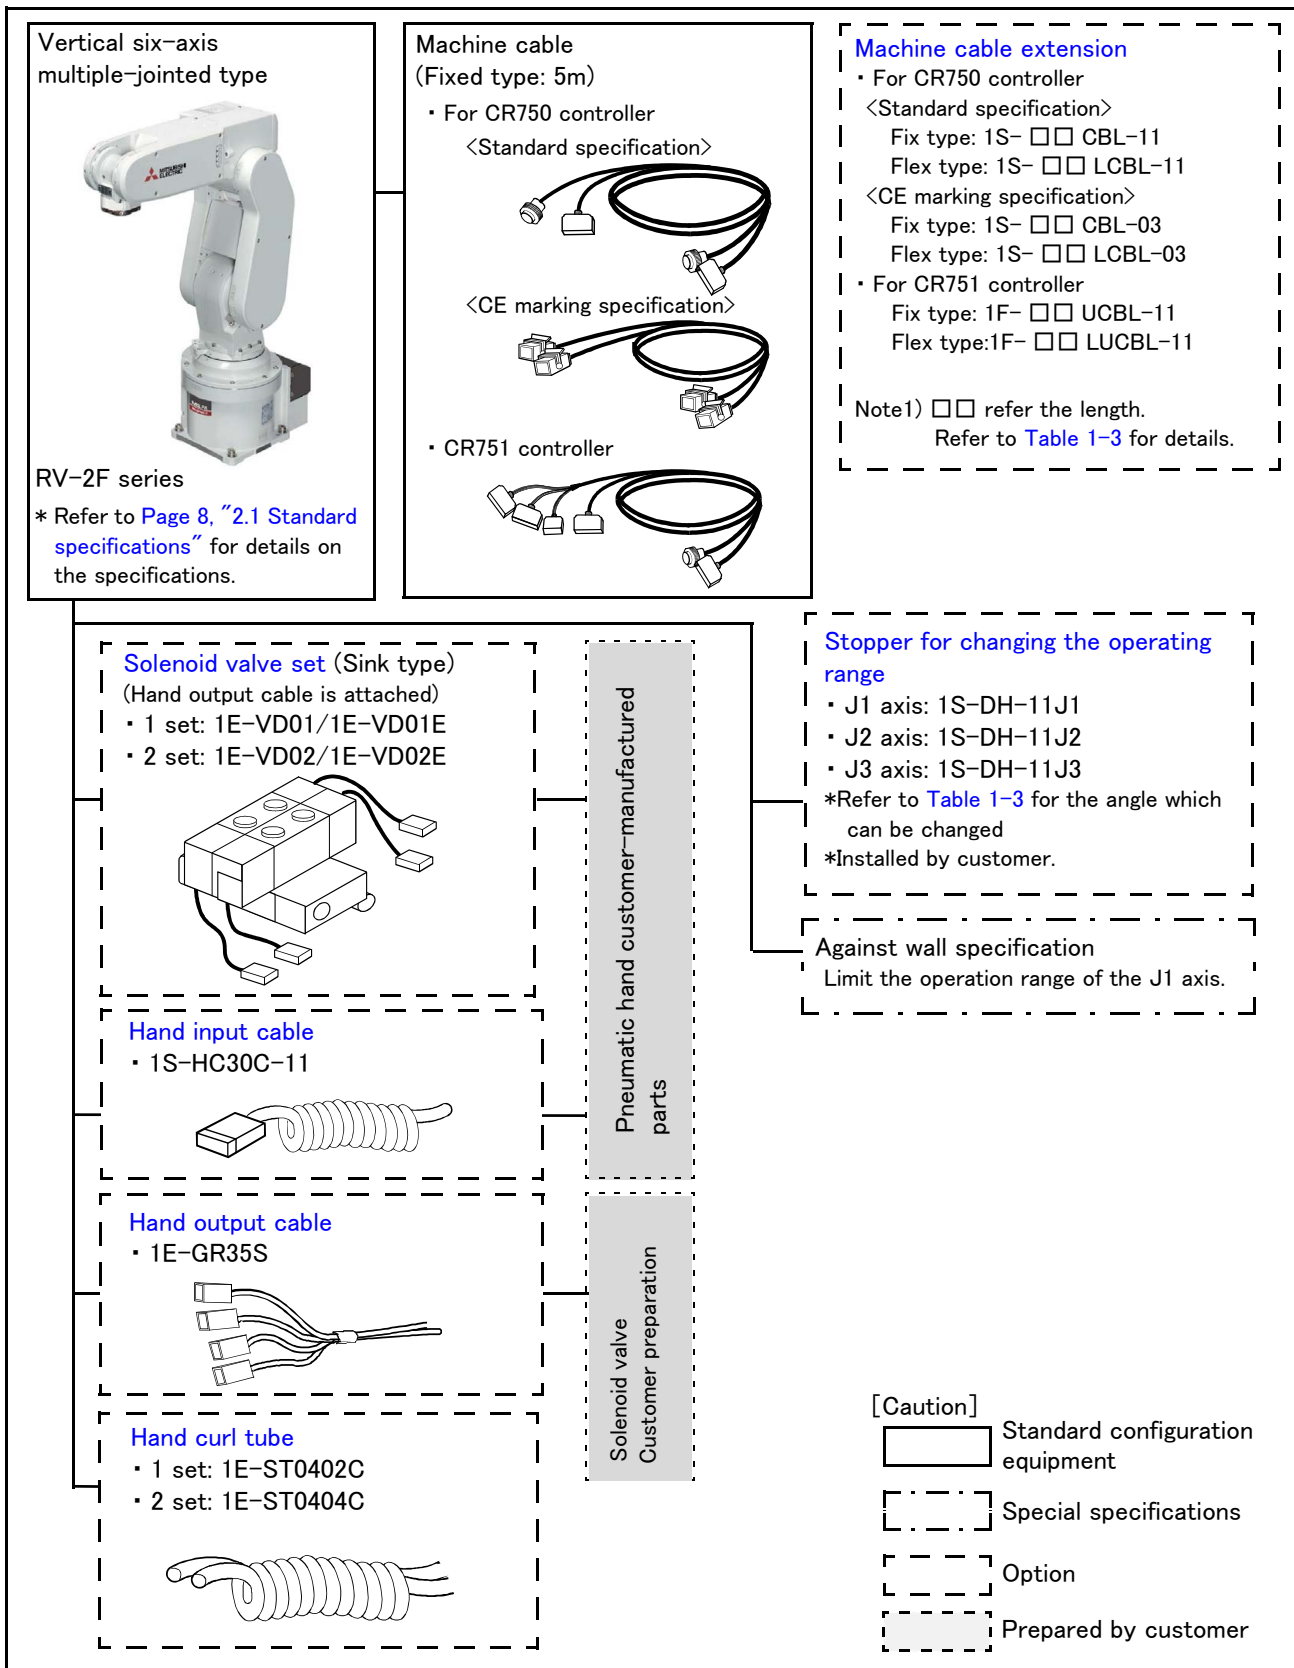 Vertical six-axis
multiple-jointed type
MITSUBISHI
ELECTRIC
RV-2F series
* Refer to Page 8, "2.1 Standard
specifications" for details on
the specifications.
Machine cable
(Fixed type: 5m)
・For CR750 controller
<Standard specification>
<CE marking specification>
・CR751 controller
Machine cable extension
・For CR750 controller
<Standard specification>
Fix type: 1S- □□ CBL-11
Flex type: 1S- □□ LCBL-11
<CE marking specification>
Fix type: 1S- □□ CBL-03
Flex type: 1S- □□ LCBL-03
・For CR751 controller
Fix type: 1F- □□ UCBL-11
Flex type:1F- □□ LUCBL-11
Note1) □□ refer the length.
Refer to Table 1-3 for details.
Solenoid valve set (Sink type)
(Hand output cable is attached)
・1 set: 1E-VD01/1E-VD01E
・2 set: 1E-VD02/1E-VD02E
Hand input cable
・1S-HC30C-11
Hand output cable
・1E-GR35S
Hand curl tube
・1 set: 1E-ST0402C
・2 set: 1E-ST0404C
Pneumatic hand customer-manufactured
parts
Solenoid valve
Customer preparation
Stopper for changing the operating
range
・J1 axis: 1S-DH-11J1
・J2 axis: 1S-DH-11J2
・J3 axis: 1S-DH-11J3
*Refer to Table 1-3 for the angle which
can be changed
*Installed by customer.
Against wall specification
Limit the operation range of the J1 axis.
[Caution]
Standard configuration
equipment
Special specifications
Option
Prepared by customer